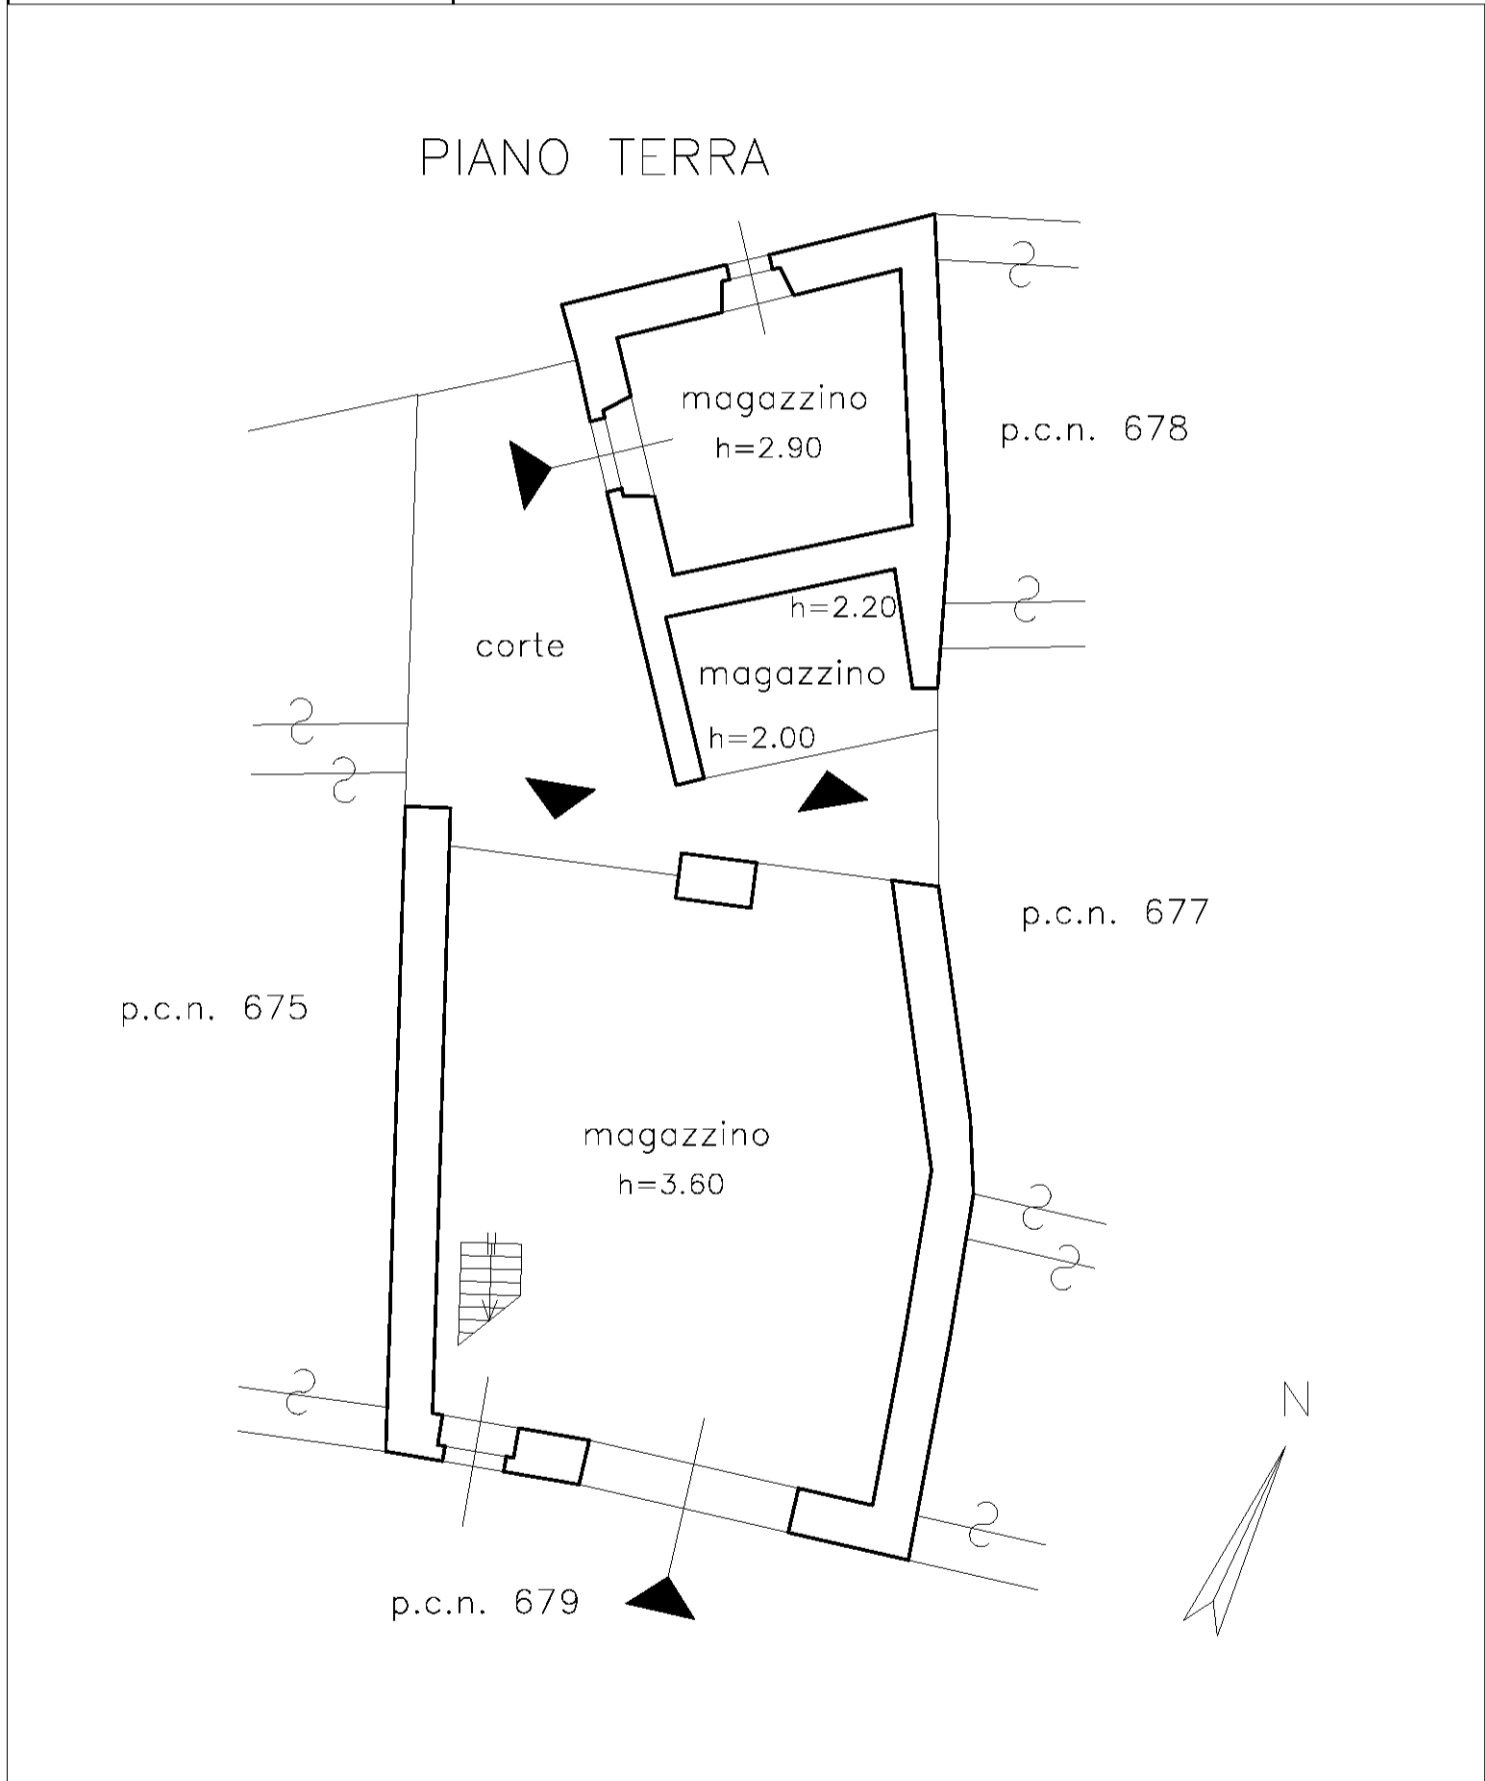 PIANO TERRA
magazzino
h=2.90
p.c.n. 678
h=2.20
corte
magazzino
h=2.00
p.c.n. 677
p.c.n. 675
magazzino
h=3.60
N
p.c.n. 679